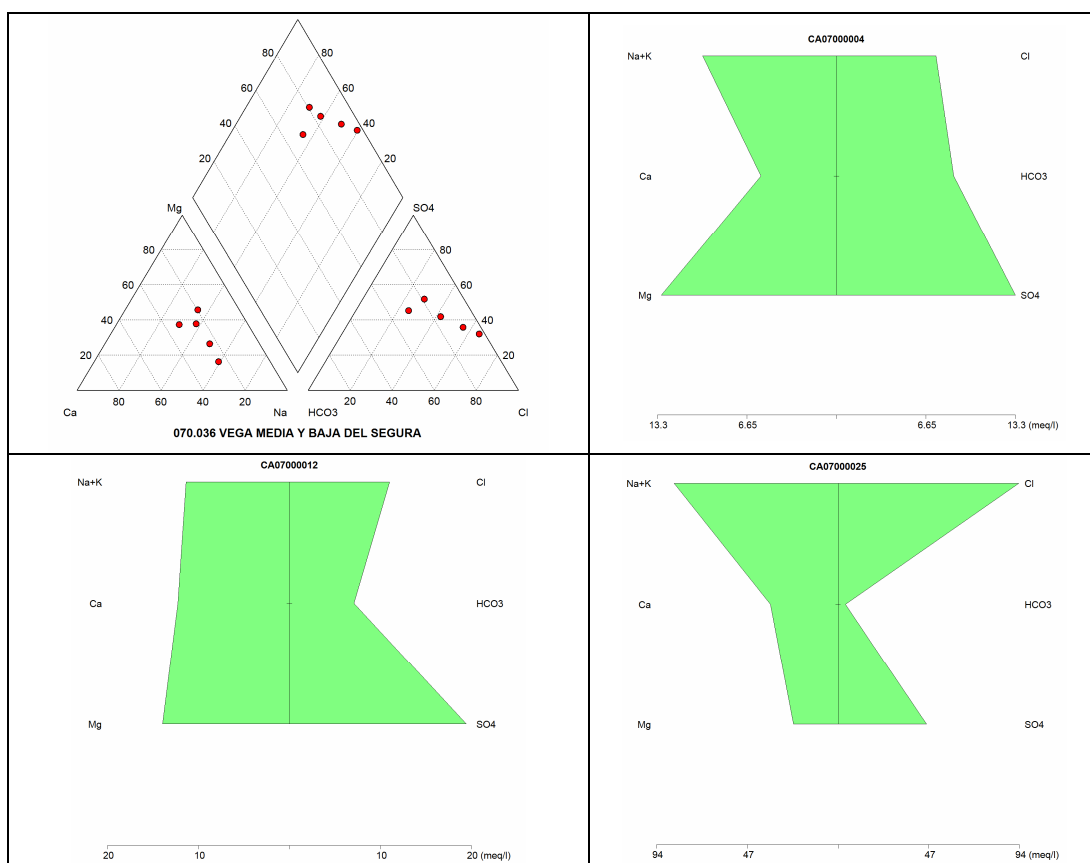 80 80
60 60
40 40
20 20
Mg SO4
80 80
60 60
40 40
20 20
80 60 40 20 20 40 60 80
Ca Na HCO3 Cl
070.036 VEGA MEDIA Y BAJA DEL SEGURA
CA07000004
Na+K Cl
Ca HCO3
Mg SO4
13.3 6.65 6.65 13.3 (meq/l)
CA07000012
Na+K Cl
Ca HCO3
Mg SO4
20 10 10 20 (meq/l)
CA07000025
Na+K Cl
Ca HCO3
Mg SO4
94 47 47 94 (meq/l)